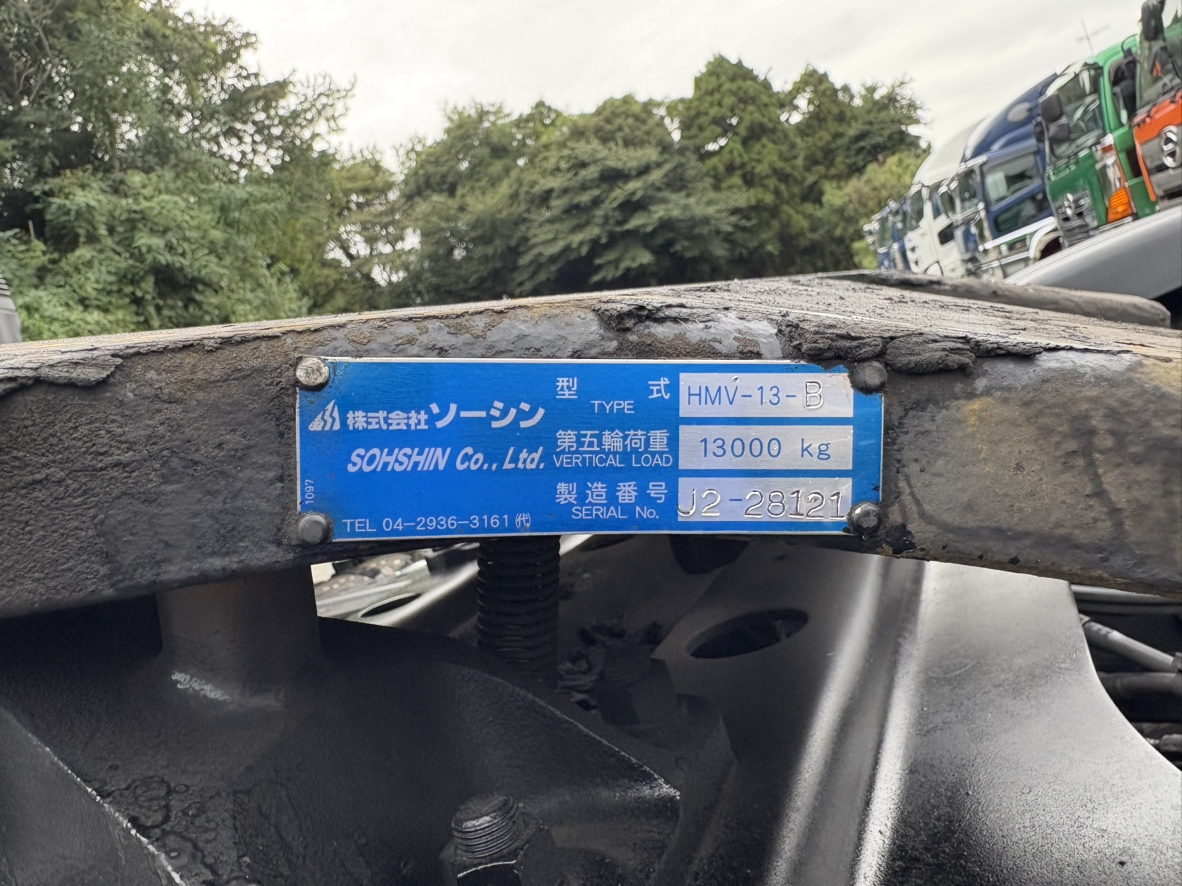 株式会社ソーシン
SOHSHIN Co., Ltd.
1097
TEL 04-2936-3161㈹
型式 HMV-13-B
TYPE
第五輪荷重 13000 kg
VERTICAL LOAD
製造番号 J2-28121
SERIAL No.